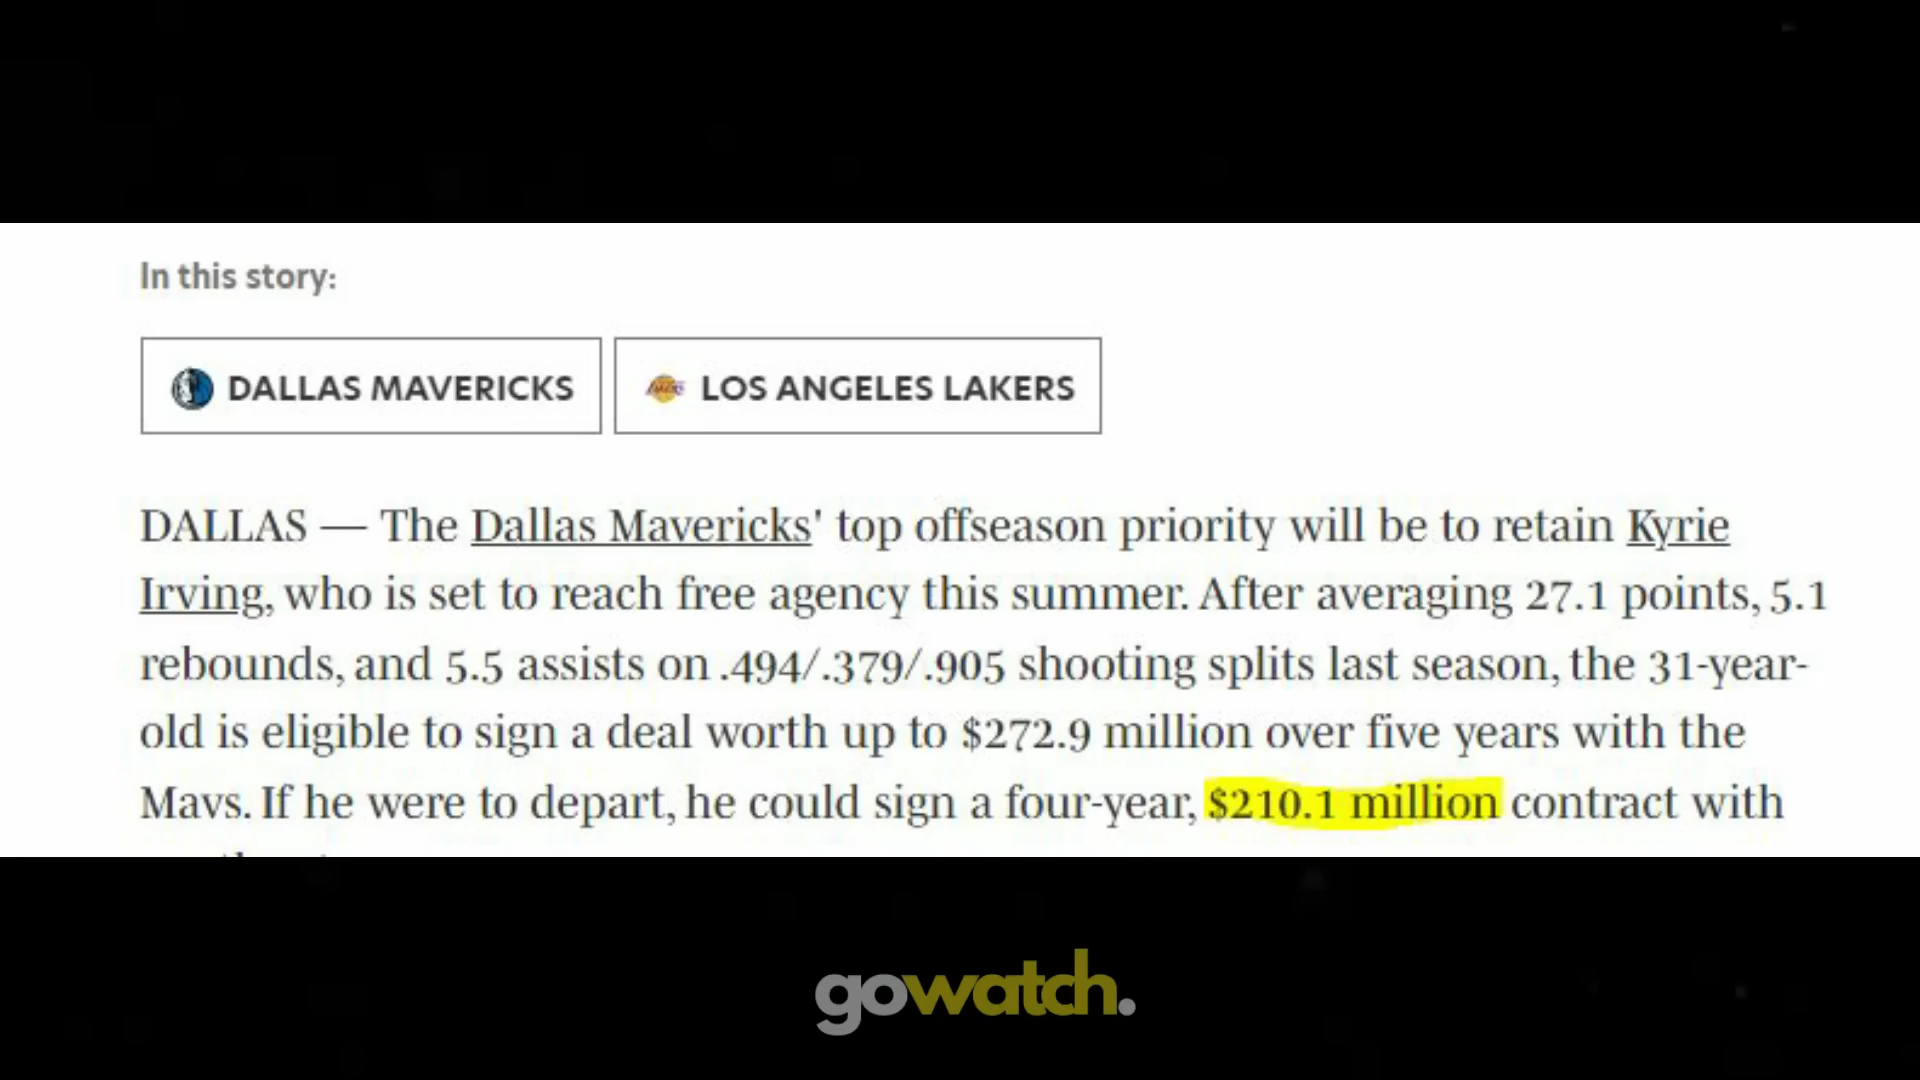 In this story:
DALLAS MAVERICKS LOS ANGELES LAKERS
DALLAS — The Dallas Mavericks' top offseason priority will be to retain Kyrie
Irving, who is set to reach free agency this summer. After averaging 27.1 points, 5.1
rebounds, and 5.5 assists on .494/.379/.905 shooting splits last season, the 31-year-
old is eligible to sign a deal worth up to $272.9 million over five years with the
Mavs. If he were to depart, he could sign a four-year, $210.1 million contract with
gowatch.